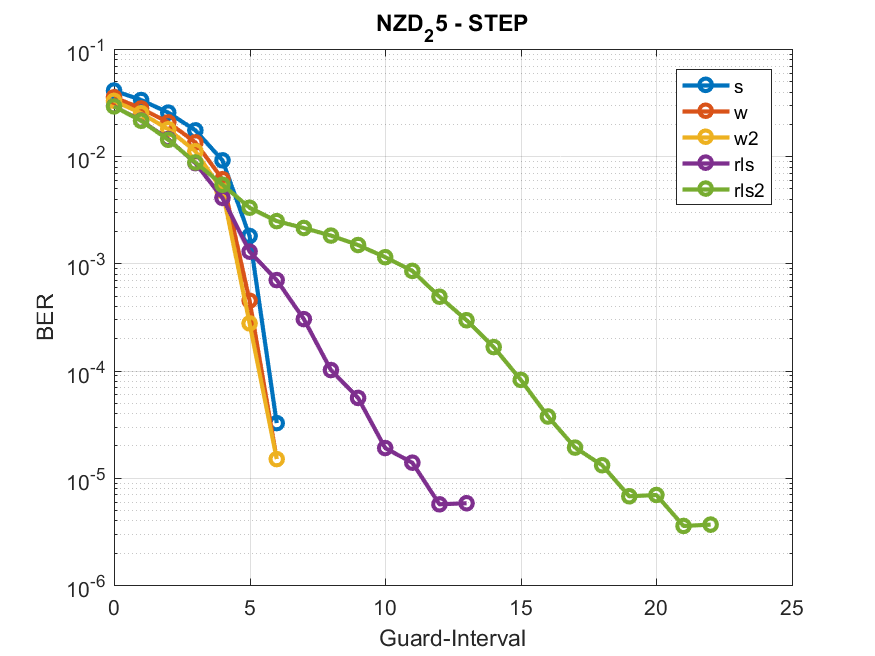 NZD₂5 - STEP
10⁻¹
10⁻²
10⁻³
10⁻⁴
10⁻⁵
10⁻⁶
BER
0 5 10 15 20 25
Guard-Interval
s
w
w2
rls
rls2